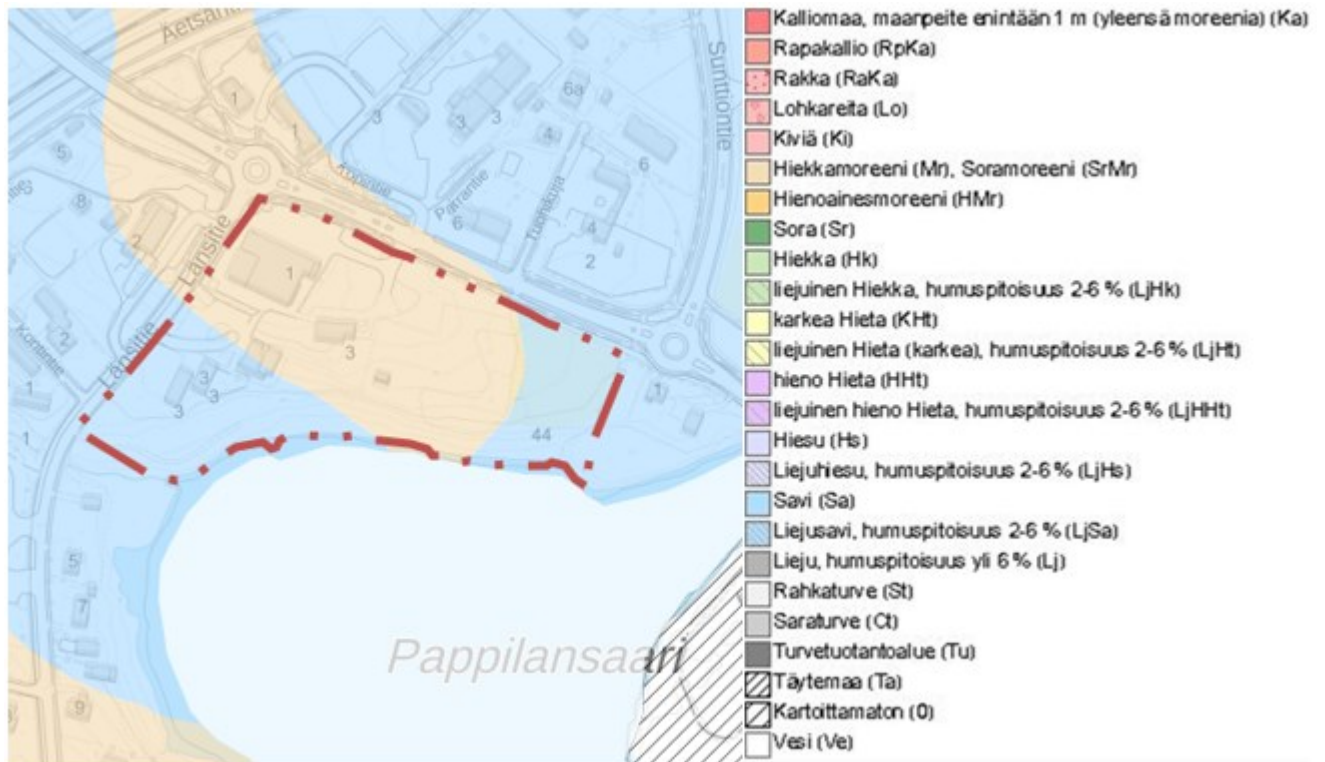 Aetsäntie
Sunttiontie
Kopintie
Parrantie
Länsitie
Länsitie
Kontintie
1
1
3
3
3
6a
4
6
5
8
2
6
4
2
1
3
3
3
3
1
44
1
2
1
5
7
9
Pappilansaari
Kalliomaa, maanpeite enintään 1 m (yleensä moreenia) (Ka)
Rapakallio (RpKa)
Rakka (RaKa)
Lohkareita (Lo)
Kiviä (Ki)
Hiekkamoreeni (Mr), Soramoreeni (SrMr)
Hienoainesmoreeni (HMr)
Sora (Sr)
Hiekka (Hk)
liejuinen Hiekka, humuspitoisuus 2-6 % (LjHk)
karkea Hieta (KHt)
liejuinen Hieta (karkea), humuspitoisuus 2-6 % (LjHt)
hieno Hieta (HHt)
liejuinen hieno Hieta, humuspitoisuus 2-6 % (LjHHt)
Hiesu (Hs)
Liejuhiesu, humuspitoisuus 2-6 % (LjHs)
Savi (Sa)
Liejusavi, humuspitoisuus 2-6 % (LjSa)
Lieju, humuspitoisuus yli 6 % (Lj)
Rahkaturve (St)
Saraturve (Ct)
Turvetuotantoalue (Tu)
Täytemaa (Ta)
Kartoittamaton (0)
Vesi (Ve)